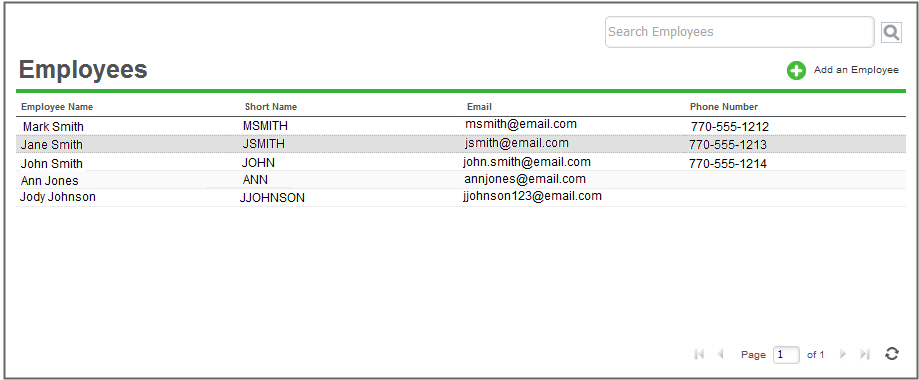 Search Employees
Employees
Add an Employee
Employee Name Short Name Email Phone Number
Mark Smith MSMITH msmith@email.com 770-555-1212
Jane Smith JSMITH jsmith@email.com 770-555-1213
John Smith JOHN john.smith@email.com 770-555-1214
Ann Jones ANN annjones@email.com
Jody Johnson JJOHNSON jjohnson123@email.com
Page 1 of 1